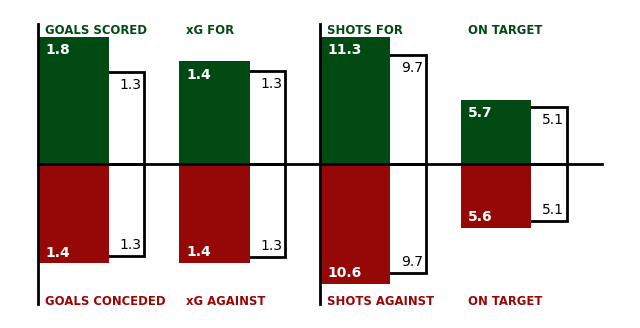 GOALS SCORED xG FOR SHOTS FOR ON TARGET
1.8 1.3 1.4 1.3 11.3 9.7 5.7 5.1
1.4 1.3 1.4 1.3 10.6 9.7 5.6 5.1
GOALS CONCEDED xG AGAINST SHOTS AGAINST ON TARGET